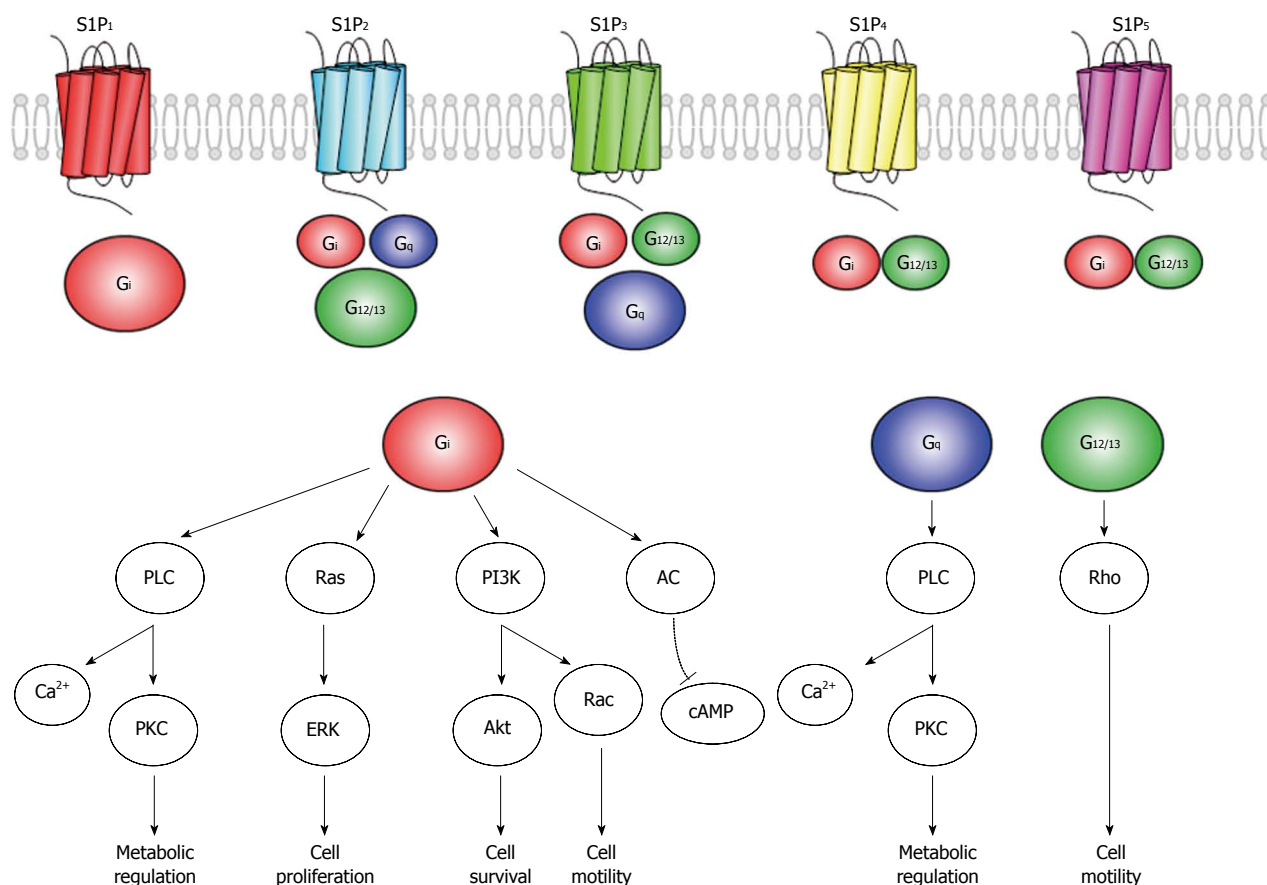 S1P₁
S1P₂
S1P₃
S1P₄
S1P₅
Gi
Gi
Gq
G12/13
Gi
G12/13
Gq
Gi
G12/13
Gi
G12/13
Gi
Gq
G12/13
PLC
Ras
PI3K
AC
PLC
Rho
Ca²⁺
PKC
ERK
Akt
Rac
cAMP
Ca²⁺
PKC
Metabolic
regulation
Cell
proliferation
Cell
survival
Cell
motility
Metabolic
regulation
Cell
motility